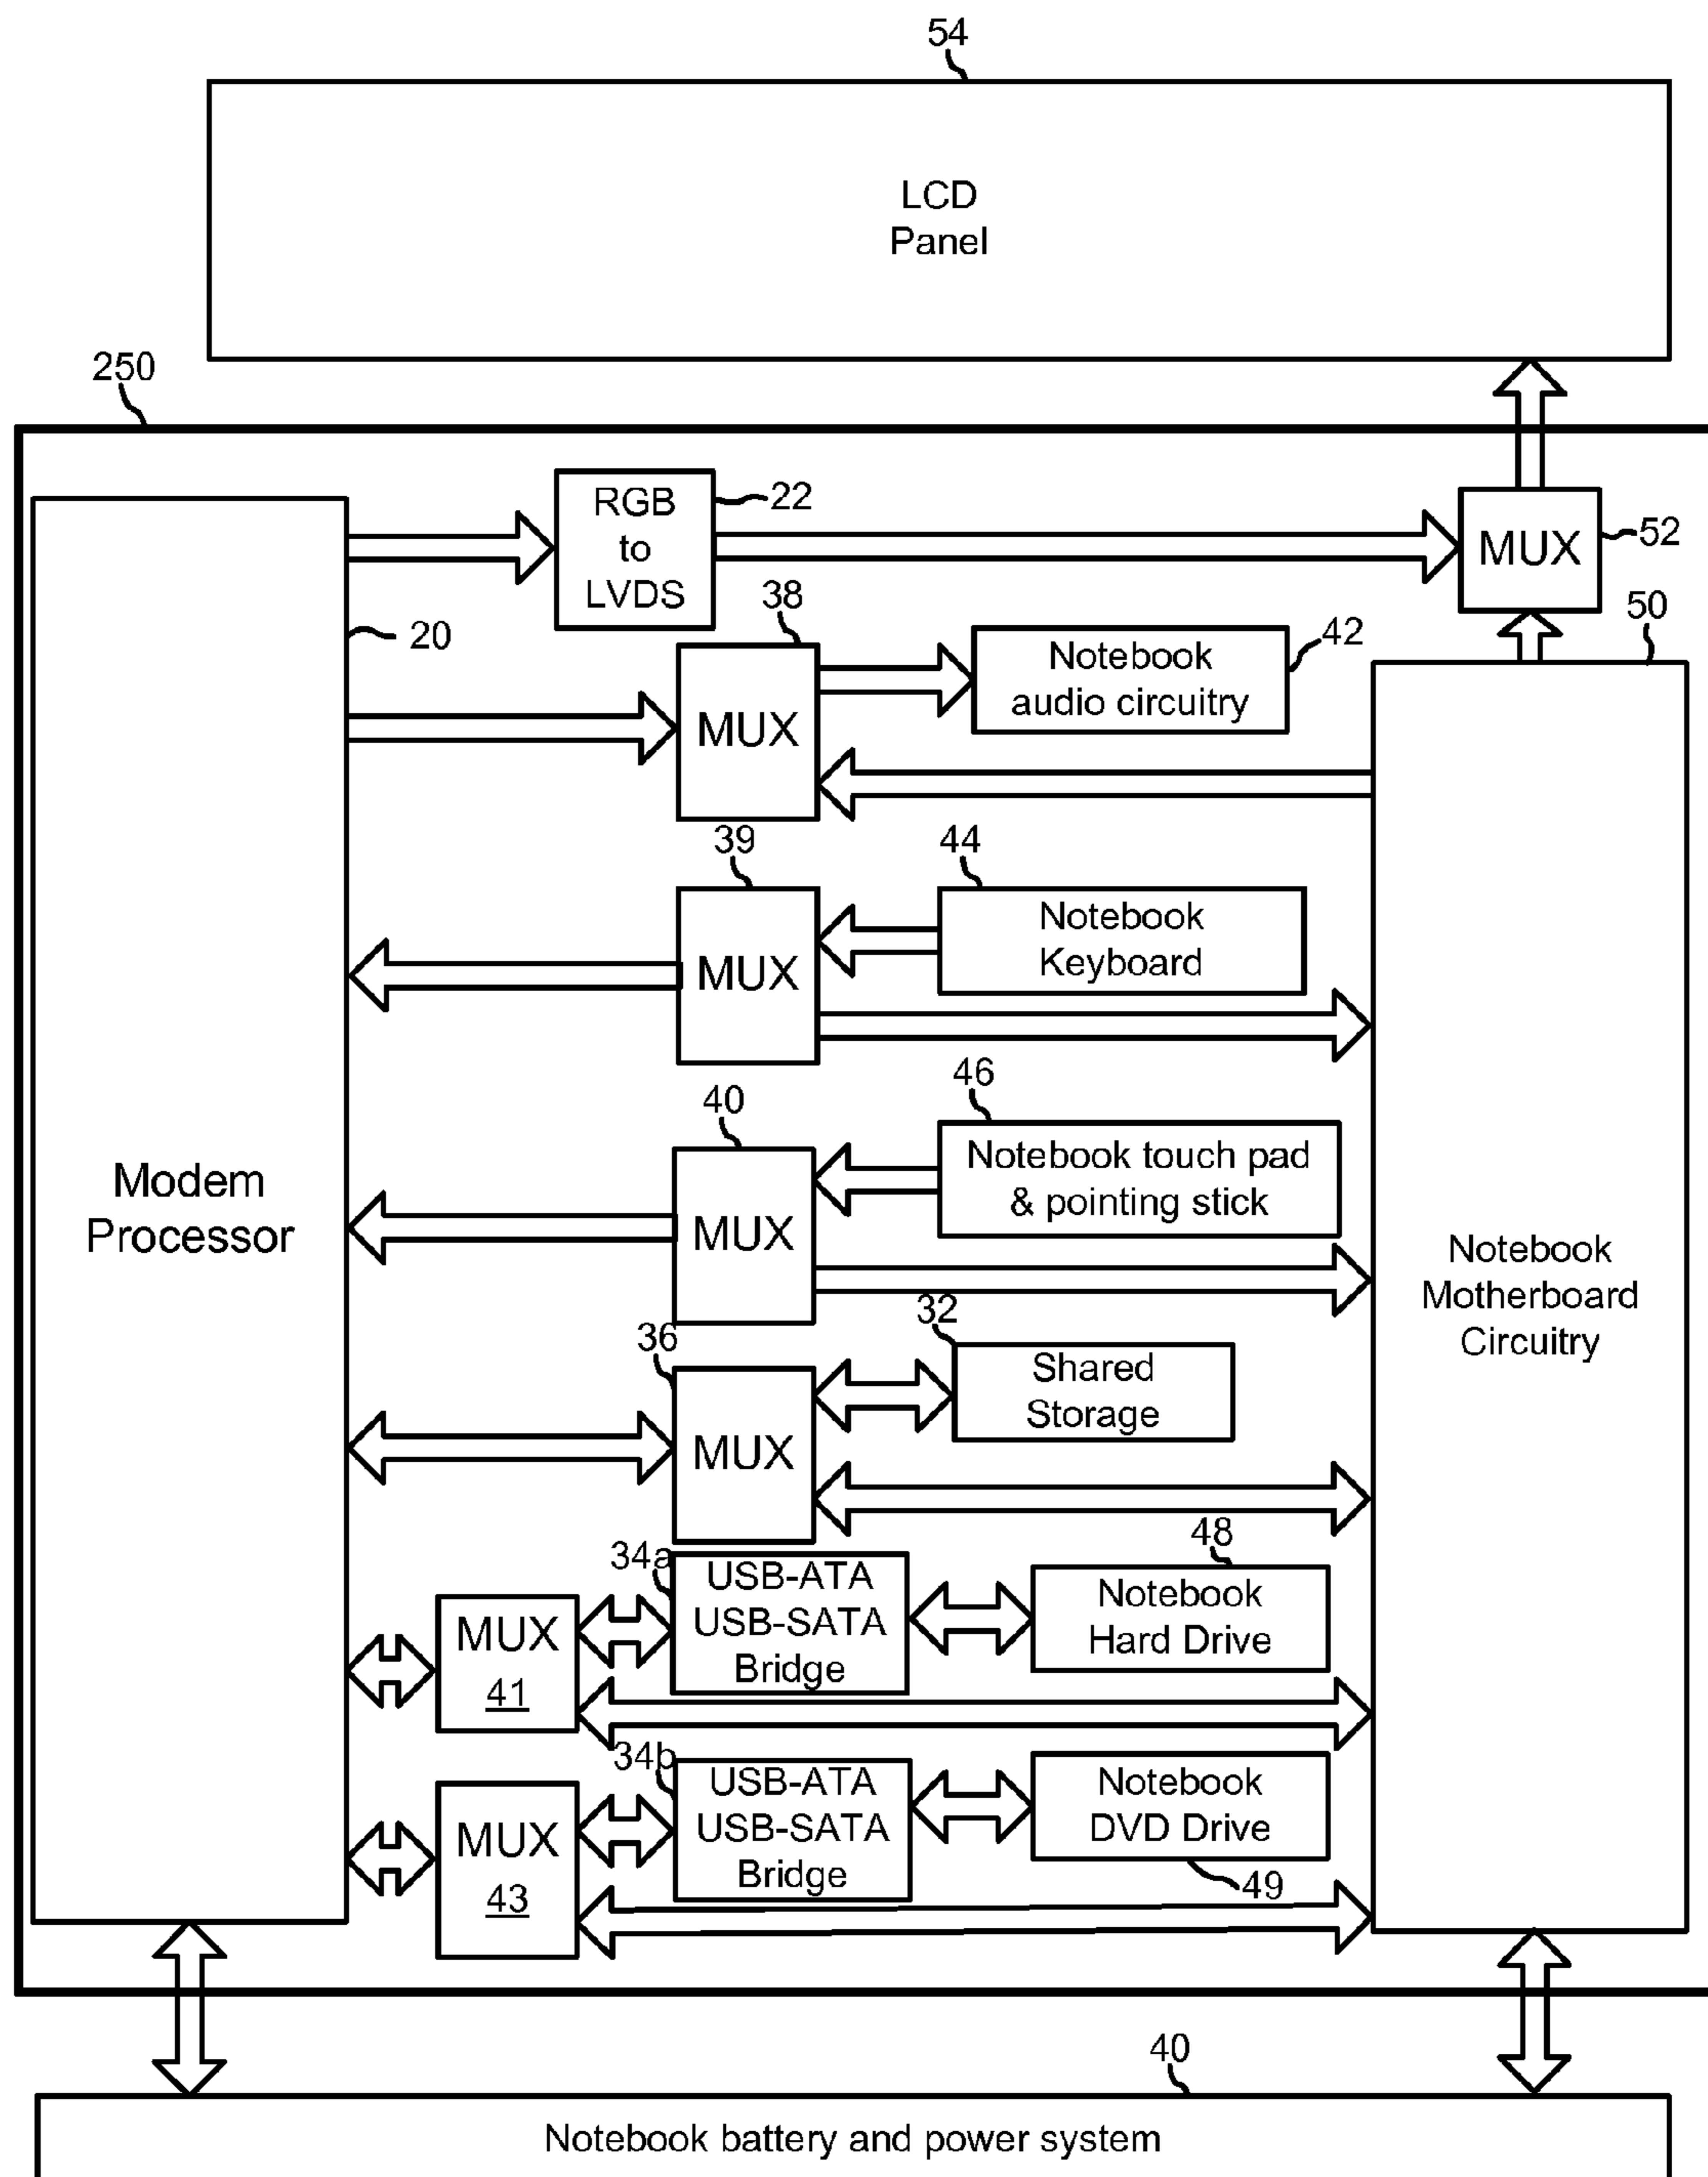 54
LCD
Panel
250
RGB
to
LVDS
22
MUX
52
38
50
20
Notebook
audio circuitry
42
MUX
39
44
Notebook
Keyboard
MUX
40
46
Notebook touch pad
& pointing stick
MUX
Modem
Processor
Notebook
Motherboard
Circuitry
32
36
Shared
Storage
MUX
48
34a
USB-ATA
USB-SATA
Bridge
Notebook
Hard Drive
MUX
41
34b
USB-ATA
USB-SATA
Bridge
Notebook
DVD Drive
MUX
43
49
40
Notebook battery and power system